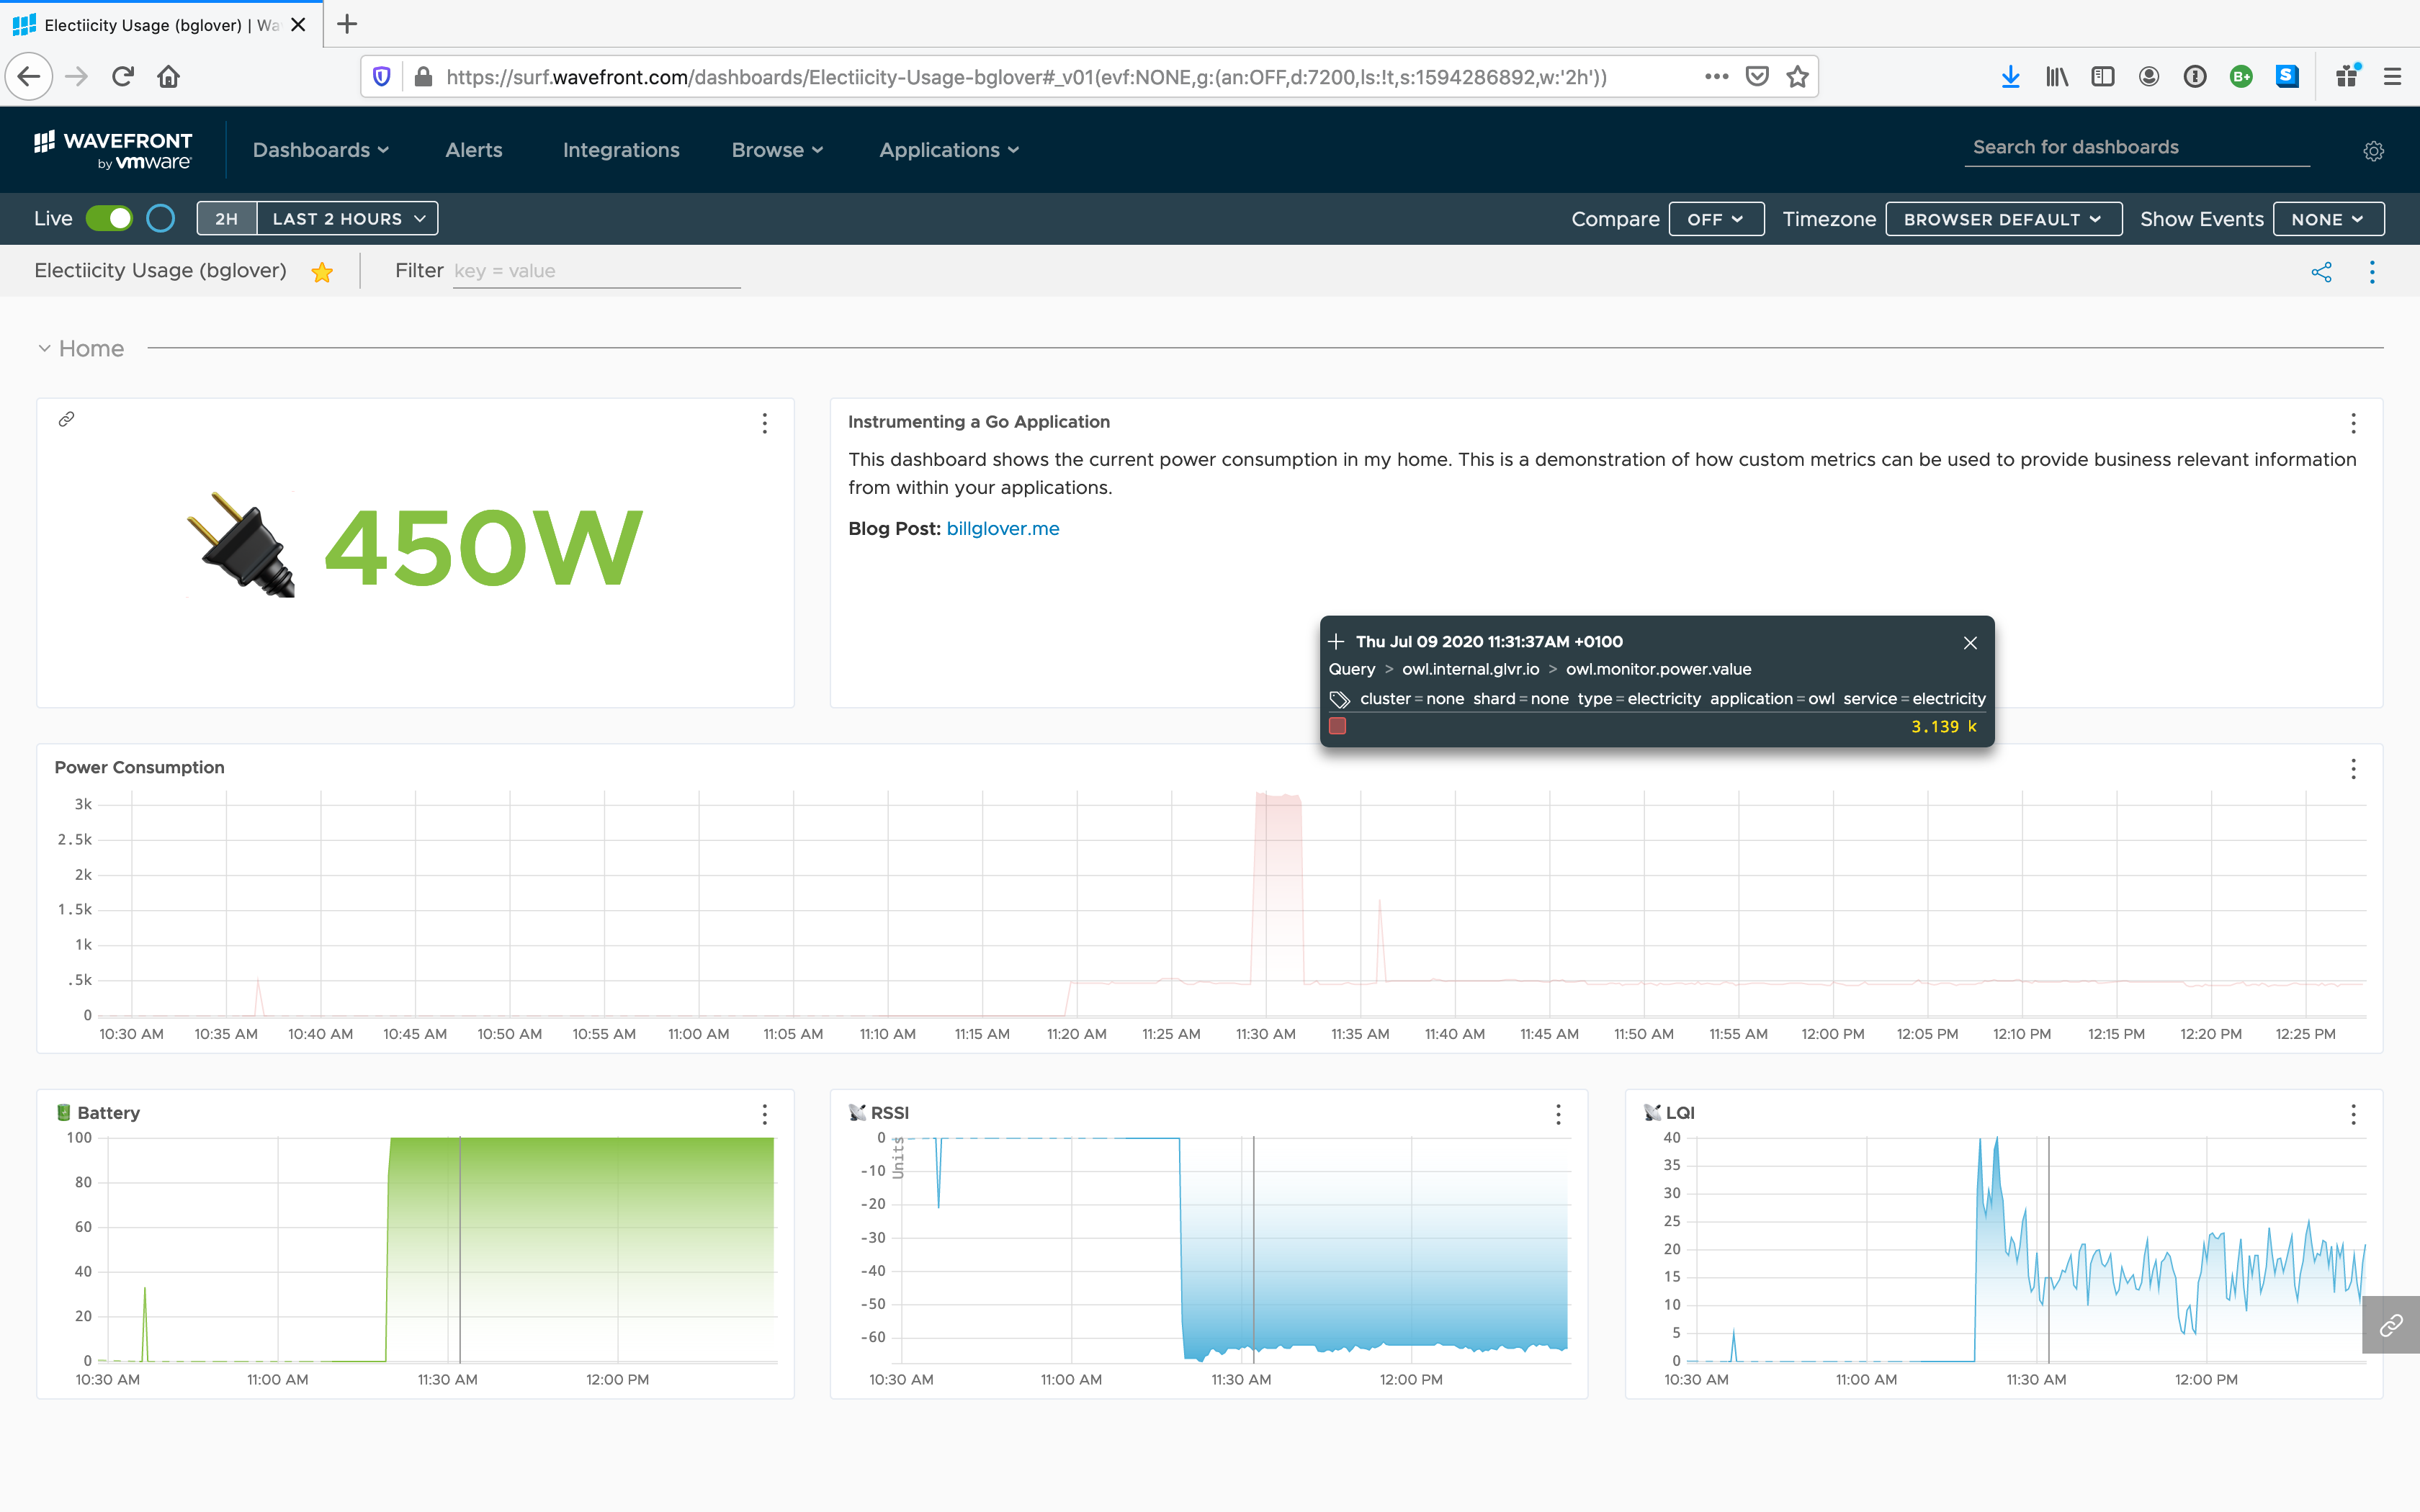 Electiicity Usage (bglover) | Wa
https://surf.wavefront.com/dashboards/Electiicity-Usage-bglover#_v01(evf:NONE,g:(an:OFF,d:7200,ls:!t,s:1594286892,w:'2h'))
B+
S
WAVEFRONT
by vmware
Dashboards
Alerts
Integrations
Browse
Applications
Search for dashboards
Live
2H
LAST 2 HOURS
Compare
OFF
Timezone
BROWSER DEFAULT
Show Events
NONE
Electiicity Usage (bglover)
Filter
key = value
Home
450W
Instrumenting a Go Application
This dashboard shows the current power consumption in my home. This is a demonstration of how custom metrics can be used to provide business relevant information
from within your applications.
Blog Post: billglover.me
Thu Jul 09 2020 11:31:37AM +0100
Query > owl.internal.glvr.io > owl.monitor.power.value
cluster = none shard = none type = electricity application = owl service = electricity
3.139 k
Power Consumption
3k
2.5k
2k
1.5k
1k
.5k
0
10:30 AM 10:35 AM 10:40 AM 10:45 AM 10:50 AM 10:55 AM 11:00 AM 11:05 AM 11:10 AM 11:15 AM 11:20 AM 11:25 AM 11:30 AM 11:35 AM 11:40 AM 11:45 AM 11:50 AM 11:55 AM 12:00 PM 12:05 PM 12:10 PM 12:15 PM 12:20 PM 12:25 PM
Battery
100
80
60
40
20
0
10:30 AM 11:00 AM 11:30 AM 12:00 PM
RSSI
Units
0
-10
-20
-30
-40
-50
-60
10:30 AM 11:00 AM 11:30 AM 12:00 PM
LQI
40
35
30
25
20
15
10
5
0
10:30 AM 11:00 AM 11:30 AM 12:00 PM